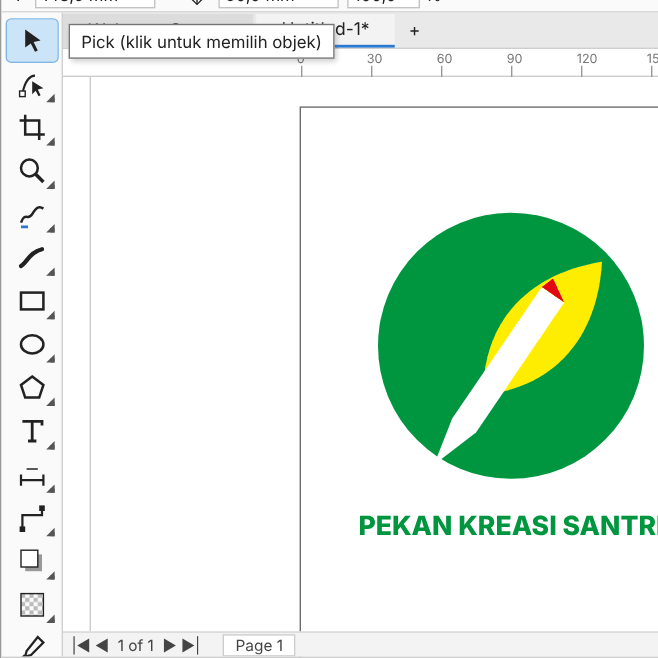 Pick (klik untuk memilih objek)
d-1*
+
0 30 60 90 120
PEKAN KREASI SANTR
1 of 1
Page 1